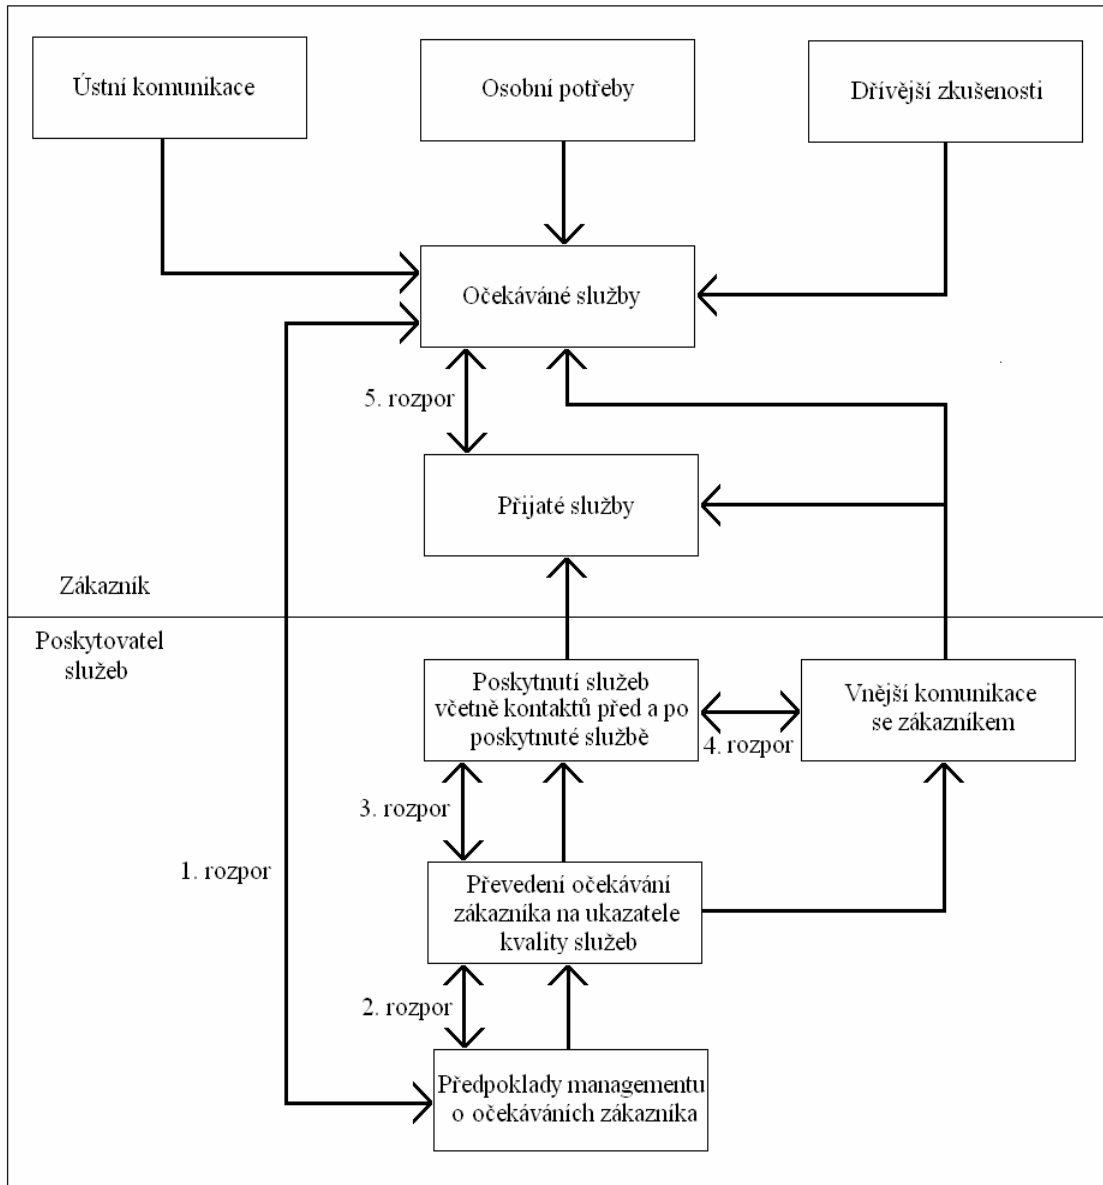 Ústní komunikace
Osobní potřeby
Dřívější zkušenosti
Očekáváné služby
5. rozpor
Přijaté služby
Zákazník
Poskytovatel
služeb
Poskytnutí služeb
včetně kontaktů před a po
poskytnuté službě
Vnější komunikace
se zákazníkem
4. rozpor
3. rozpor
1. rozpor
Převedení očekávání
zákazníka na ukazatele
kvality služeb
2. rozpor
Předpoklady managementu
o očekáváních zákazníka